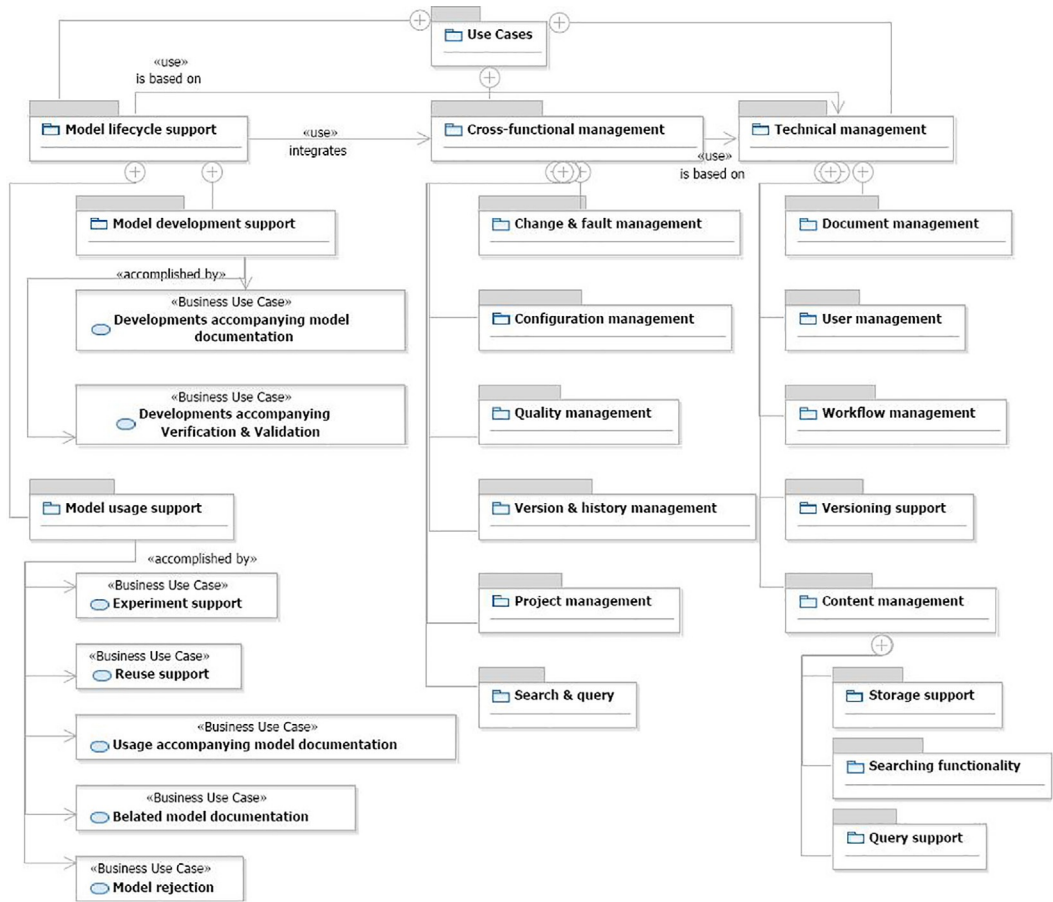 Use Cases
«use»
is based on
Model lifecycle support
«use»
integrates
Cross-functional management
«use»
is based on
Technical management
Model development support
«accomplished by»
«Business Use Case»
Developments accompanying model
documentation
«Business Use Case»
Developments accompanying
Verification & Validation
Model usage support
«accomplished by»
«Business Use Case»
Experiment support
«Business Use Case»
Reuse support
«Business Use Case»
Usage accompanying model documentation
«Business Use Case»
Belated model documentation
«Business Use Case»
Model rejection
Change & fault management
Configuration management
Quality management
Version & history management
Project management
Search & query
Document management
User management
Workflow management
Versioning support
Content management
Storage support
Searching functionality
Query support